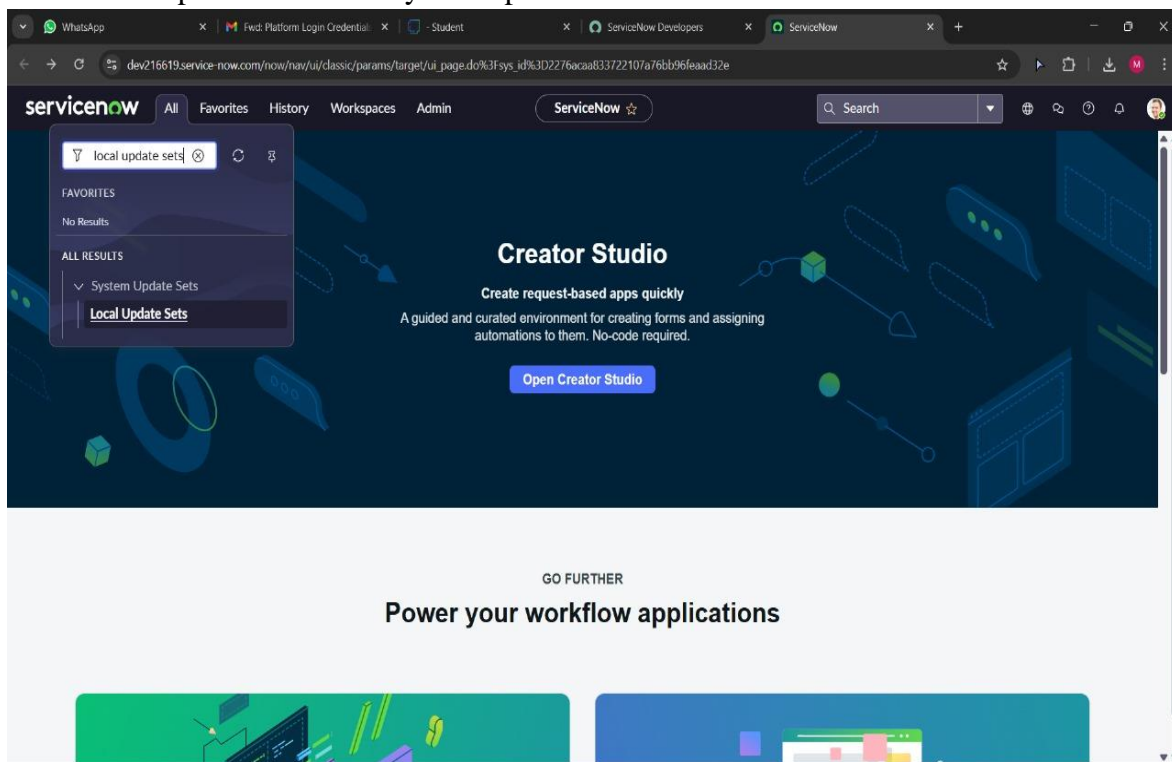 WhatsApp
Fwd: Platform Login Credential
- Student
ServiceNow Developers
ServiceNow
dev216619.service-now.com/now/nav/ui/classic/params/target/ui_page.do%3Fsys_id%3D2276acaa833722107a76bb96feaad32e
M
servicenow
All
Favorites
History
Workspaces
Admin
ServiceNow
Search
local update sets
FAVORITES
No Results
ALL RESULTS
System Update Sets
Local Update Sets
Creator Studio
Create request-based apps quickly
A guided and curated environment for creating forms and assigning
automations to them. No-code required.
Open Creator Studio
GO FURTHER
Power your workflow applications